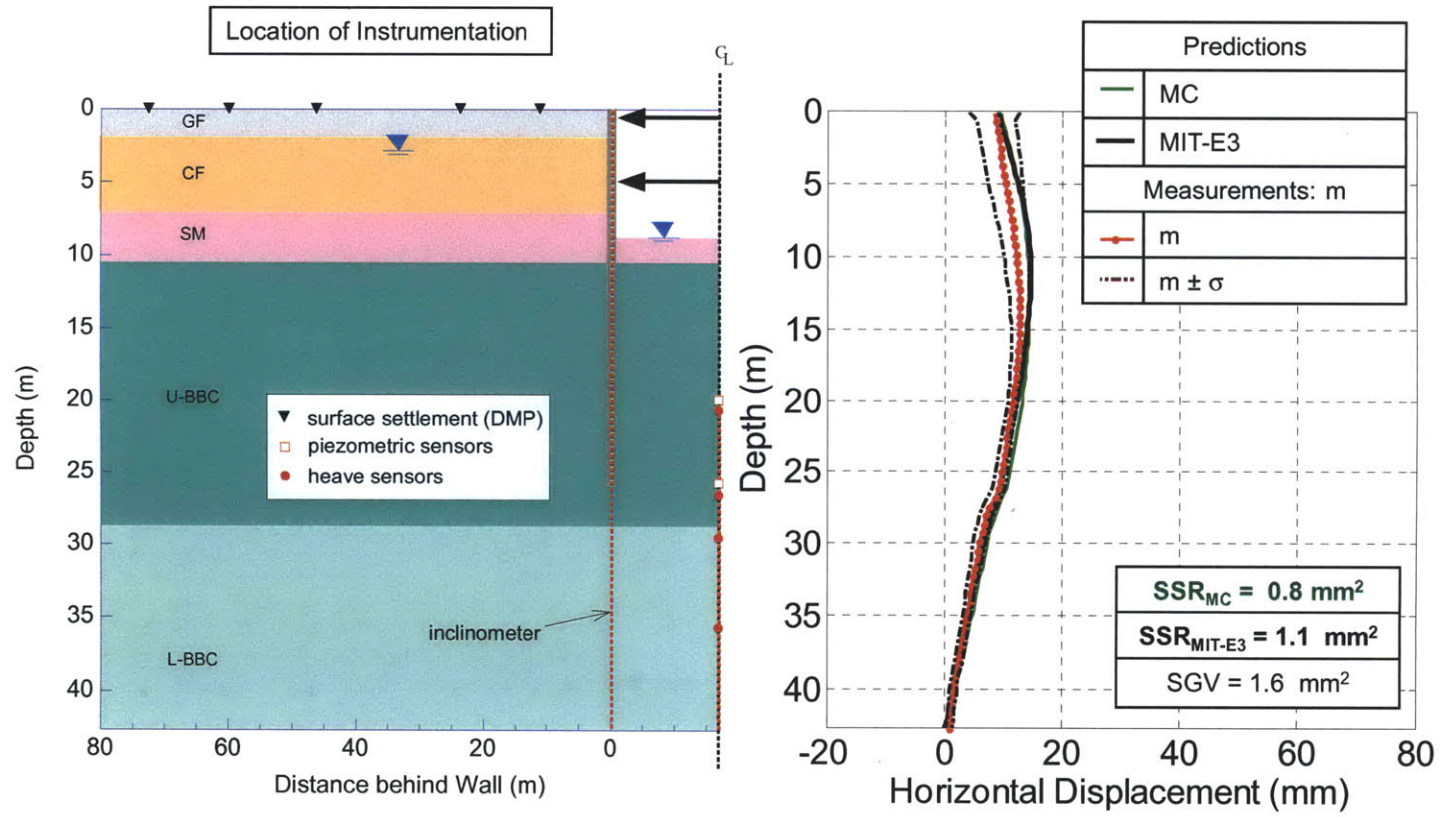 Location of Instrumentation
C
L
0
5
10
15
20
25
30
35
40
Depth (m)
GF
CF
SM
U-BBC
L-BBC
surface settlement (DMP)
piezometric sensors
heave sensors
inclinometer
80
60
40
20
0
Distance behind Wall (m)
Predictions
MC
MIT-E3
Measurements: m
m
m ± σ
0
5
10
15
20
25
30
35
40
Depth (m)
SSR_MC = 0.8 mm²
SSR_MIT-E3 = 1.1 mm²
SGV = 1.6 mm²
-20
0
20
40
60
80
Horizontal Displacement (mm)